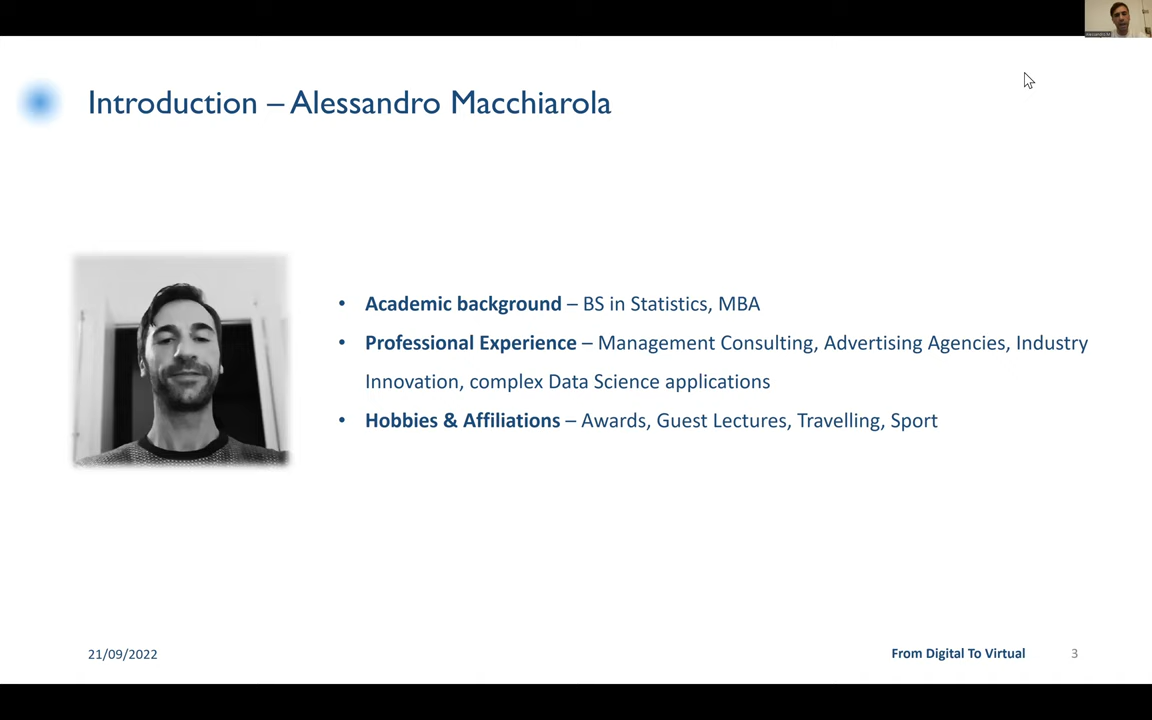 Introduction – Alessandro Macchiarola
• Academic background – BS in Statistics, MBA
• Professional Experience – Management Consulting, Advertising Agencies, Industry
Innovation, complex Data Science applications
• Hobbies & Affiliations – Awards, Guest Lectures, Travelling, Sport
21/09/2022
From Digital To Virtual
3